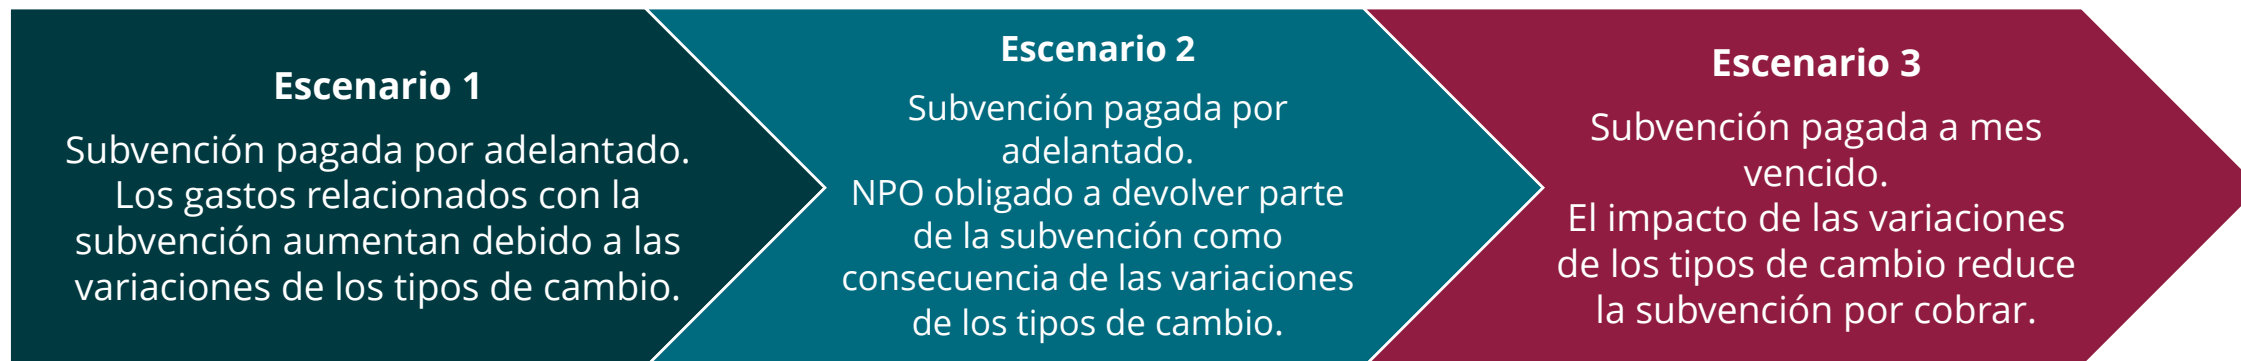 Escenario 1
Subvención pagada por adelantado.
Los gastos relacionados con la
subvención aumentan debido a las
variaciones de los tipos de cambio.
Escenario 2
Subvención pagada por
adelantado.
NPO obligado a devolver parte
de la subvención como
consecuencia de las variaciones
de los tipos de cambio.
Escenario 3
Subvención pagada a mes
vencido.
El impacto de las variaciones
de los tipos de cambio reduce
la subvención por cobrar.